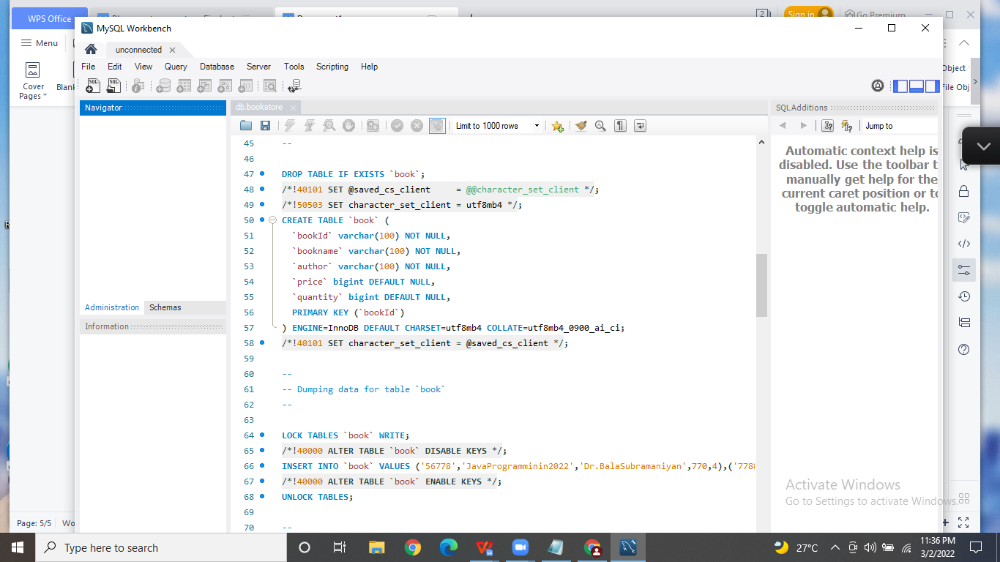 WPS Office
2
Sign in
Go Premium
MySQL Workbench
Menu
unconnected
File Edit View Query Database Server Tools Scripting Help
Object
Cover
Pages
Blank
File Obj
Navigator
db.bookstore
SQLAdditions
Limit to 1000 rows
Jump to
45 --
46
47 DROP TABLE IF EXISTS `book`;
48 /*!40101 SET @saved_cs_client     = @@character_set_client */;
49 /*!50503 SET character_set_client = utf8mb4 */;
50 CREATE TABLE `book` (
51 `bookId` varchar(100) NOT NULL,
52 `bookname` varchar(100) NOT NULL,
53 `author` varchar(100) NOT NULL,
54 `price` bigint DEFAULT NULL,
55 `quantity` bigint DEFAULT NULL,
56 PRIMARY KEY (`bookId`)
57 ) ENGINE=InnoDB DEFAULT CHARSET=utf8mb4 COLLATE=utf8mb4_0900_ai_ci;
58 /*!40101 SET character_set_client = @saved_cs_client */;
59
60 --
61 -- Dumping data for table `book`
62 --
63
64 LOCK TABLES `book` WRITE;
65 /*!40000 ALTER TABLE `book` DISABLE KEYS */;
66 INSERT INTO `book` VALUES ('56778','JavaProgramminin2022','Dr.BalaSubramaniyan',770,4),('778
67 /*!40000 ALTER TABLE `book` ENABLE KEYS */;
68 UNLOCK TABLES;
69
70 --
Automatic context help is
disabled. Use the toolbar t
manually get help for the
current caret position or to
toggle automatic help.
Administration Schemas
Information
Activate Windows
Go to Settings to activate Windows.
Page: 5/5 Wo
Type here to search
27°C
11:36 PM
3/2/2022